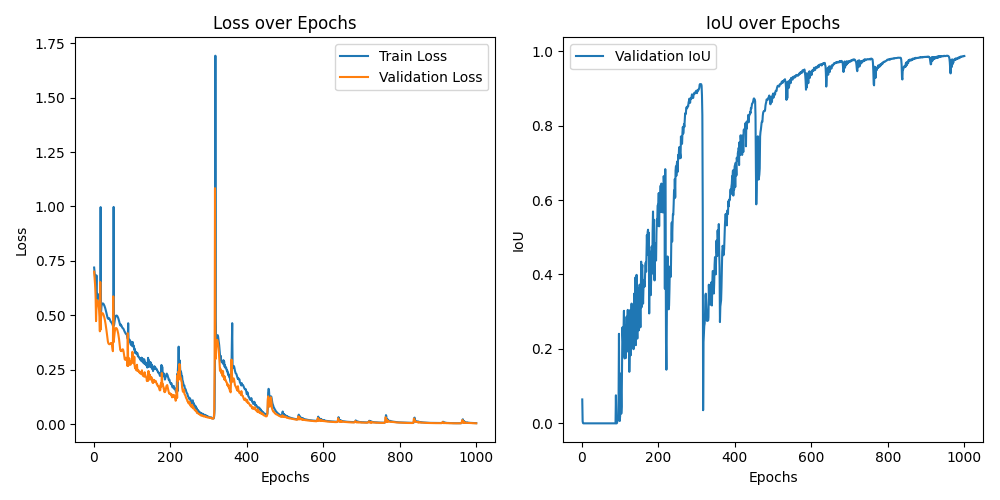 Loss over Epochs
1.75
1.50
1.25
1.00
0.75
0.50
0.25
0.00
Loss
0 200 400 600 800 1000
Epochs
Train Loss
Validation Loss
IoU over Epochs
1.0
0.8
0.6
0.4
0.2
0.0
IoU
0 200 400 600 800 1000
Epochs
Validation IoU